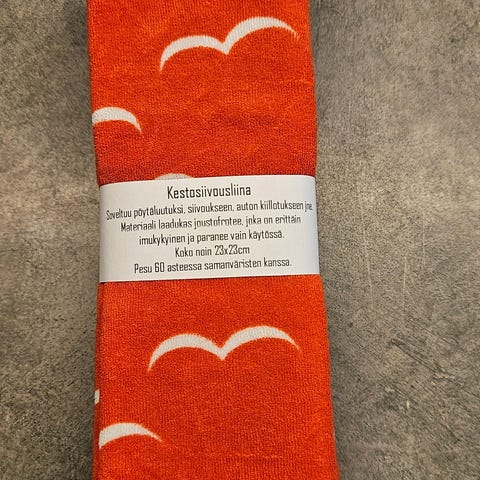 Kestosiivousliina
Soveltuu pöytäluutuksi, siivoukseen, auton kiillotukseen jne.
Materiaali laadukas joustofrotee, joka on erittäin
imukykyinen ja paranee vain käytössä.
Koko noin 23x23cm
Pesu 60 asteessa samanväristen kanssa.